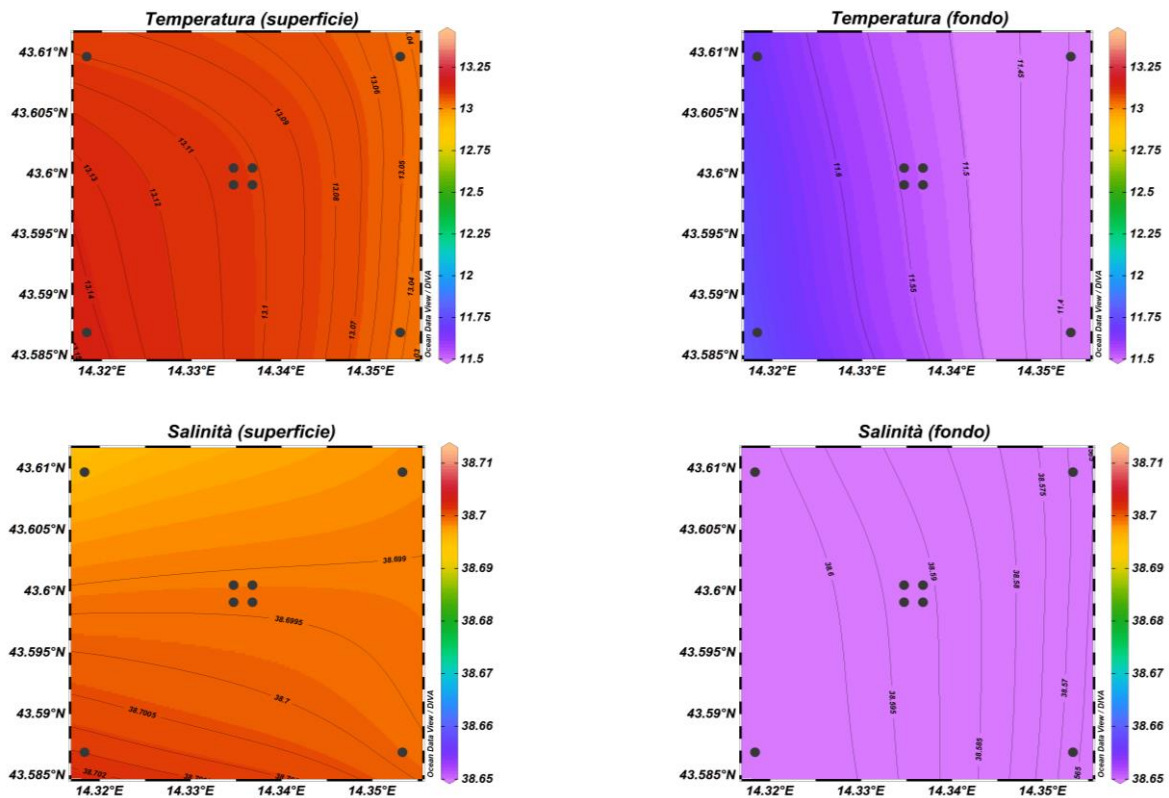 Temperatura (superficie)
43.61°N
43.605°N
43.6°N
43.595°N
43.59°N
43.585°N
14.32°E 14.33°E 14.34°E 14.35°E
13.13
13.13
13.11
13.09
13.06
13.05
13.08
13.14
13.1
13.07
13.04
13.25
13
12.75
12.5
12.25
12
11.75
11.5
Ocean Data View / DIVA
Temperatura (fondo)
43.61°N
43.605°N
43.6°N
43.595°N
43.59°N
43.585°N
14.32°E 14.33°E 14.34°E 14.35°E
11.6
11.55
11.5
11.45
11.4
13.25
13
12.75
12.5
12.25
12
11.75
11.5
Ocean Data View / DIVA
Salinità (superficie)
43.61°N
43.605°N
43.6°N
43.595°N
43.59°N
43.585°N
14.32°E 14.33°E 14.34°E 14.35°E
38.699
38.6995
38.7
38.7005
38.702
38.71
38.7
38.69
38.68
38.67
38.66
38.65
Ocean Data View / DIVA
Salinità (fondo)
43.61°N
43.605°N
43.6°N
43.595°N
43.59°N
43.585°N
14.32°E 14.33°E 14.34°E 14.35°E
38.6
38.595
38.59
38.585
38.58
38.575
38.57
38.71
38.7
38.69
38.68
38.67
38.66
38.65
Ocean Data View / DIVA